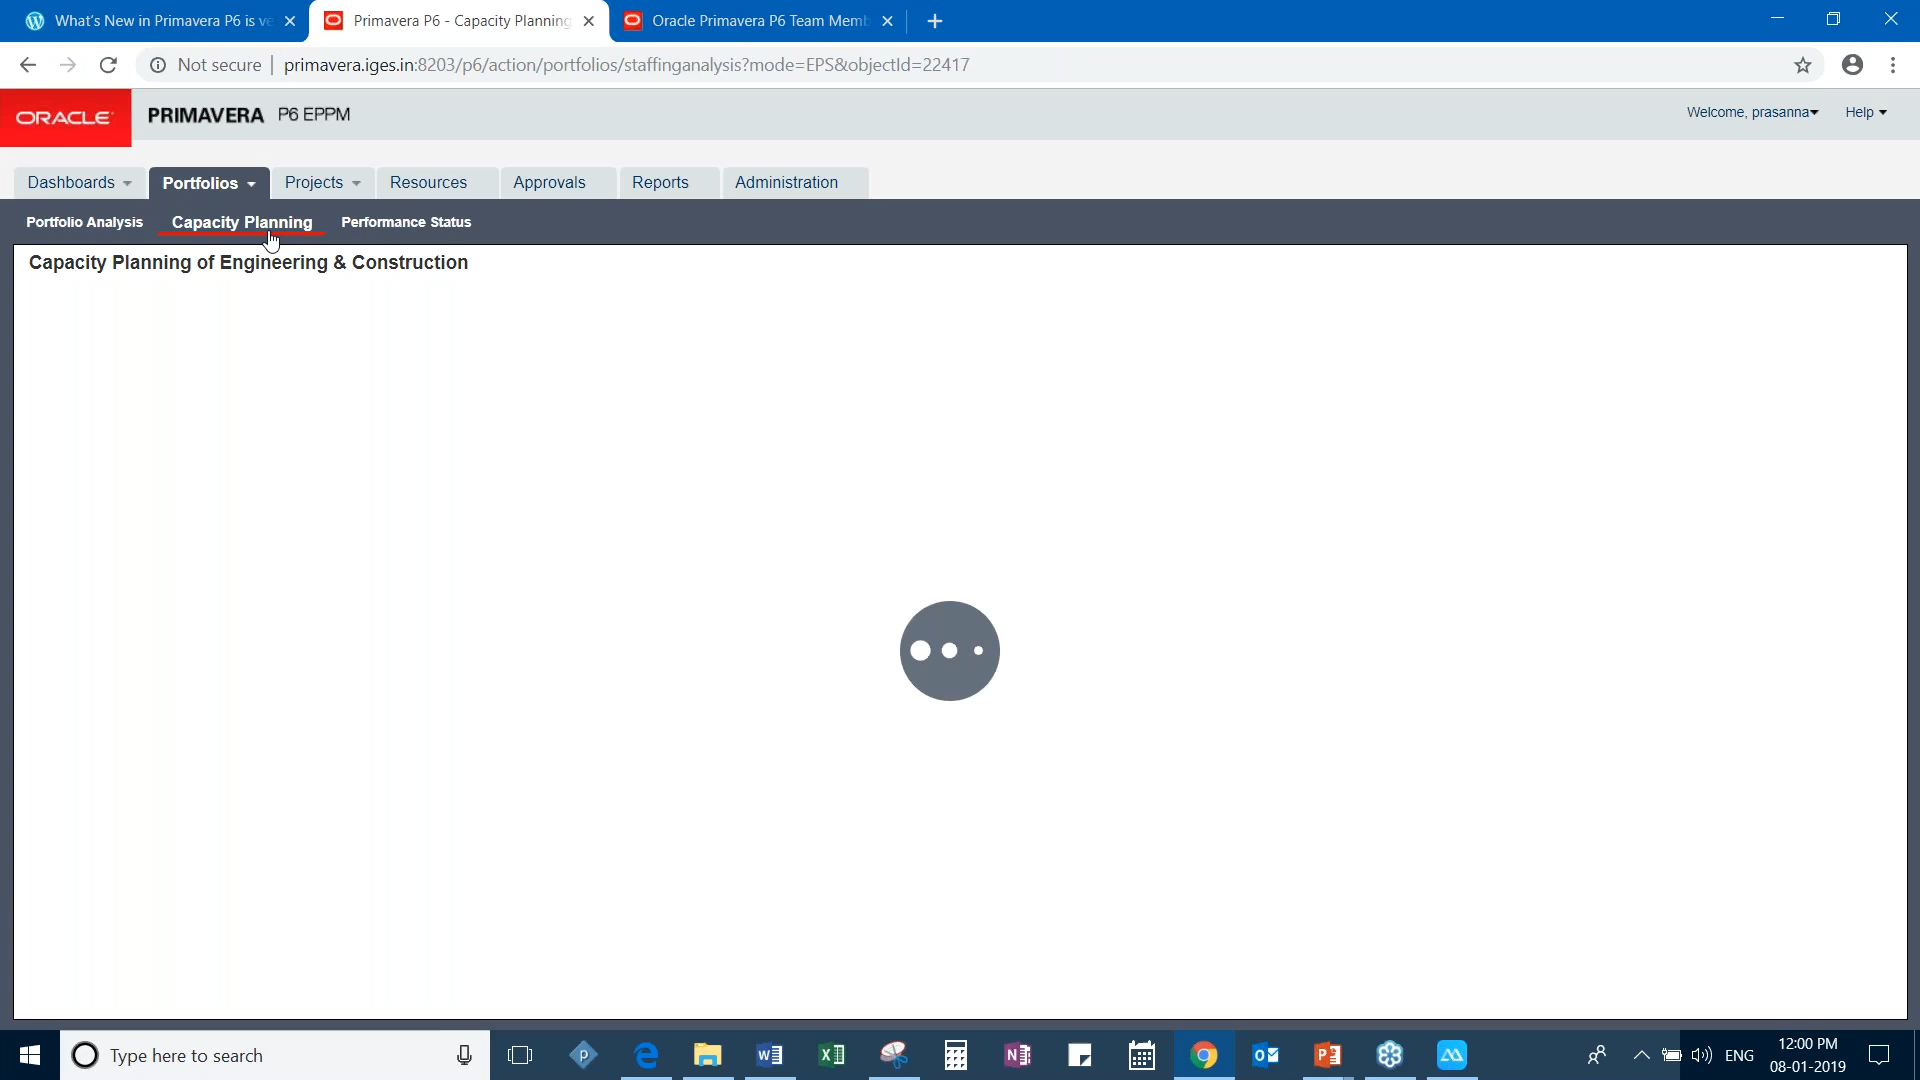 What's New in Primavera P6 is ve
Primavera P6 - Capacity Planning
Oracle Primavera P6 Team Memb
Not secure
primavera.iges.in:8203/p6/action/portfolios/staffinganalysis?mode=EPS&objectId=22417
ORACLE
PRIMAVERA P6 EPPM
Welcome, prasanna
Help
Dashboards
Portfolios
Projects
Resources
Approvals
Reports
Administration
Portfolio Analysis
Capacity Planning
Performance Status
Capacity Planning of Engineering & Construction
Type here to search
ENG
12:00 PM
08-01-2019